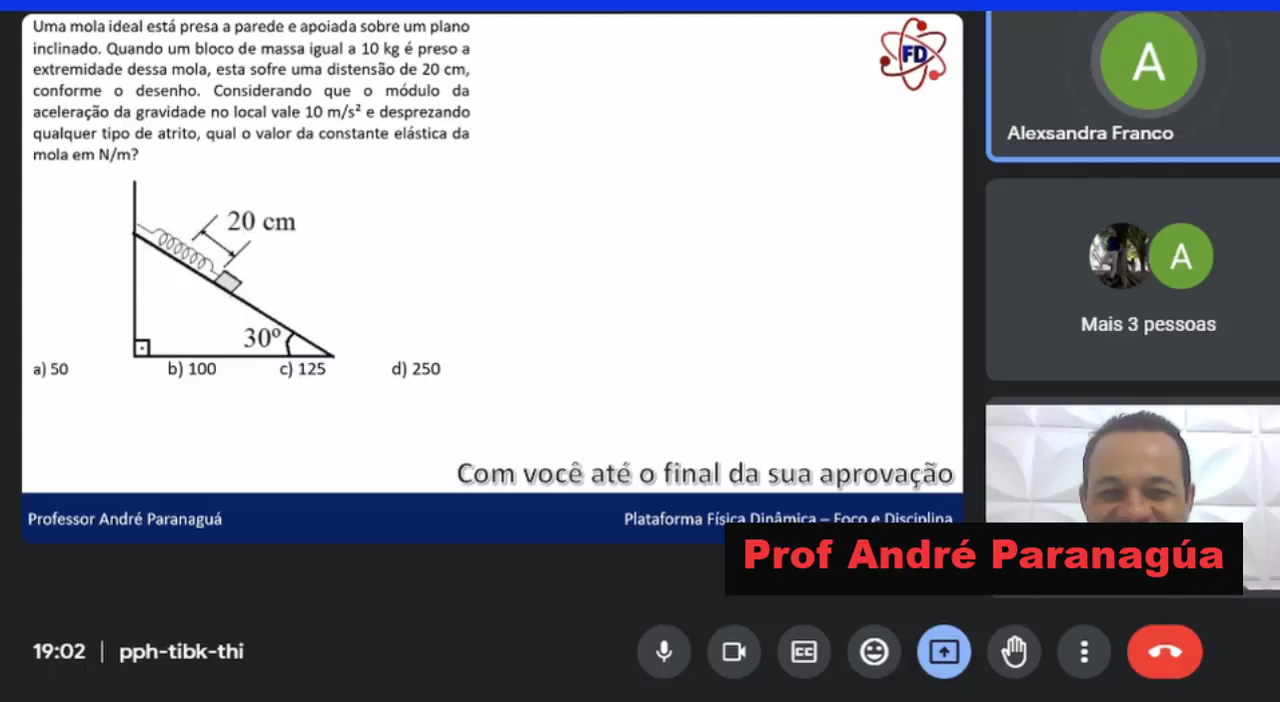 Uma mola ideal está presa a parede e apoiada sobre um plano
inclinado. Quando um bloco de massa igual a 10 kg é preso a
extremidade dessa mola, esta sofre uma distensão de 20 cm,
conforme o desenho. Considerando que o módulo da
aceleração da gravidade no local vale 10 m/s² e desprezando
qualquer tipo de atrito, qual o valor da constante elástica da
mola em N/m?
FD
20 cm
30º
a) 50 b) 100 c) 125 d) 250
Com você até o final da sua aprovação
Professor André Paranaguá
Plataforma Física Dinâmica – Foco e Disciplina
A
Alexsandra Franco
A
Mais 3 pessoas
Prof André Paranagúa
19:02 | pph-tibk-thi
CC